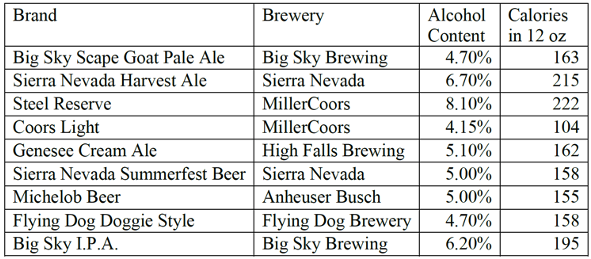 Brand Brewery Alcohol Content Calories in 12 oz
Big Sky Scape Goat Pale Ale Big Sky Brewing 4.70% 163
Sierra Nevada Harvest Ale Sierra Nevada 6.70% 215
Steel Reserve MillerCoors 8.10% 222
Coors Light MillerCoors 4.15% 104
Genesee Cream Ale High Falls Brewing 5.10% 162
Sierra Nevada Summerfest Beer Sierra Nevada 5.00% 158
Michelob Beer Anheuser Busch 5.00% 155
Flying Dog Doggie Style Flying Dog Brewery 4.70% 158
Big Sky I.P.A. Big Sky Brewing 6.20% 195